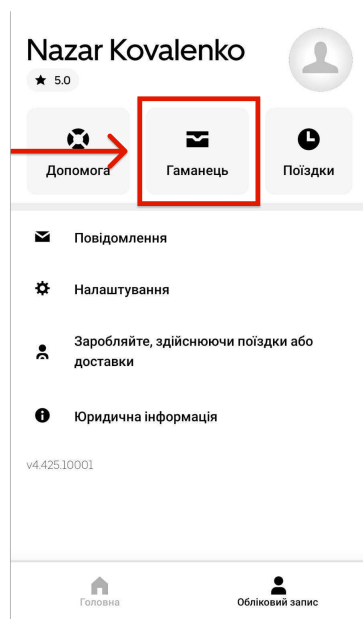 Nazar Kovalenko
★ 5.0
Допомога
Гаманець
Поїздки
Повідомлення
Налаштування
Заробляйте, здійснюючи поїздки або
доставки
Юридична інформація
v4.425.10001
Головна
Обліковий запис